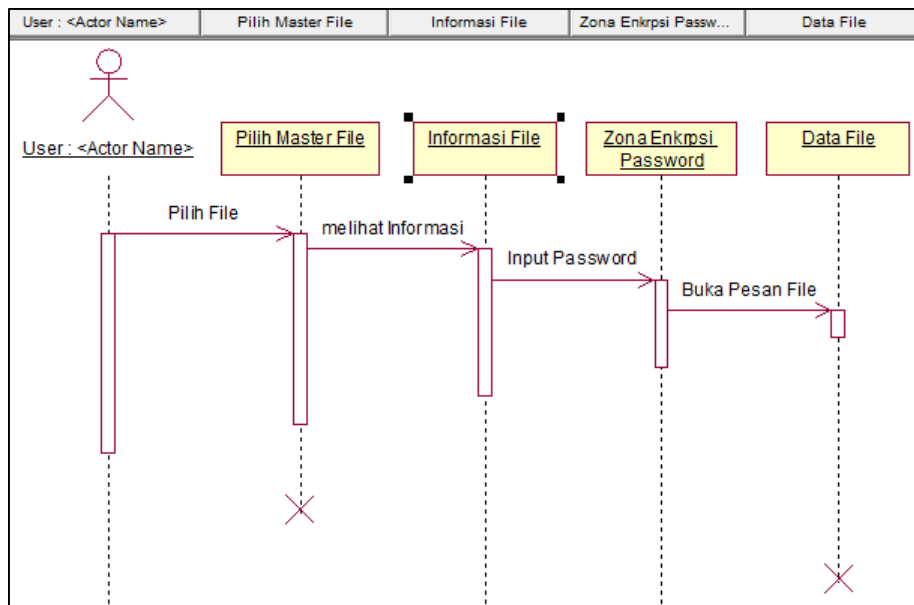 User : <Actor Name>
Pilih Master File
Informasi File
Zona Enkrpsi Passw...
Data File
User : <Actor Name>
Pilih Master File
Informasi File
Zona Enkrpsi
Password
Data File
Pilih File
melihat Informasi
Input Password
Buka Pesan File